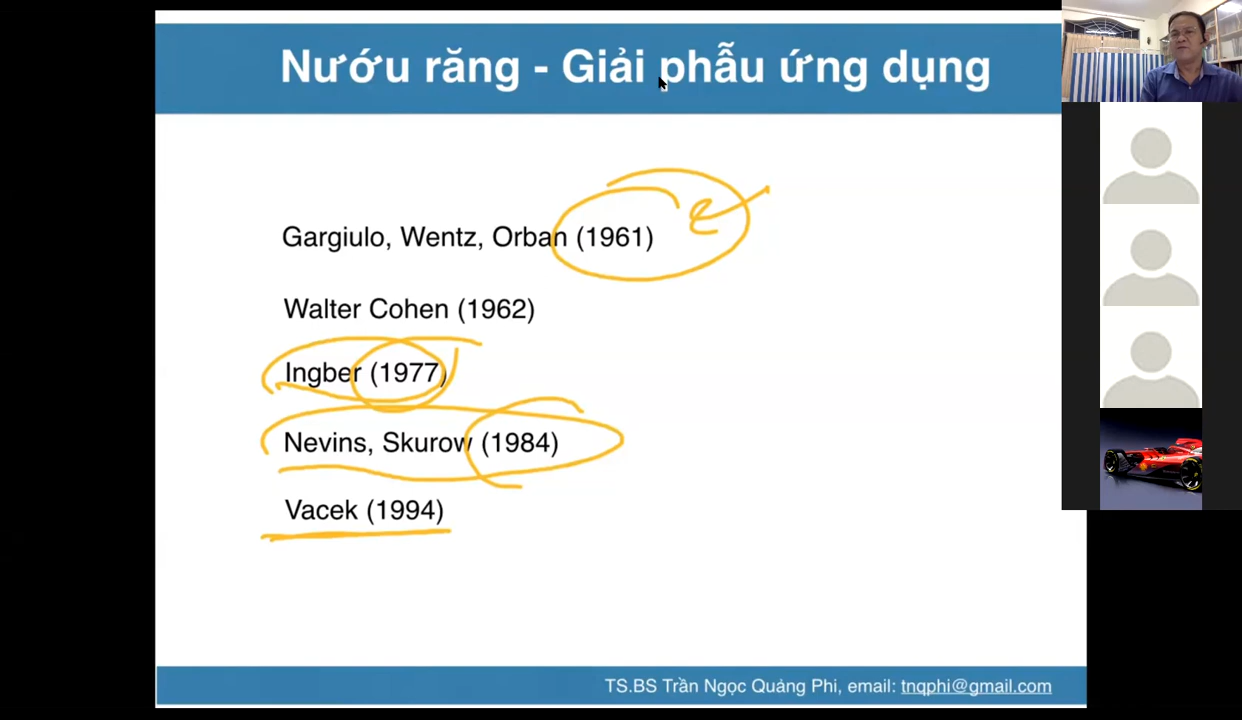 Nướu răng - Giải phẫu ứng dụng
Gargiulo, Wentz, Orban (1961)
Walter Cohen (1962)
Ingber (1977)
Nevins, Skurow (1984)
Vacek (1994)
TS.BS Trần Ngọc Quảng Phi, email: tnqphi@gmail.com